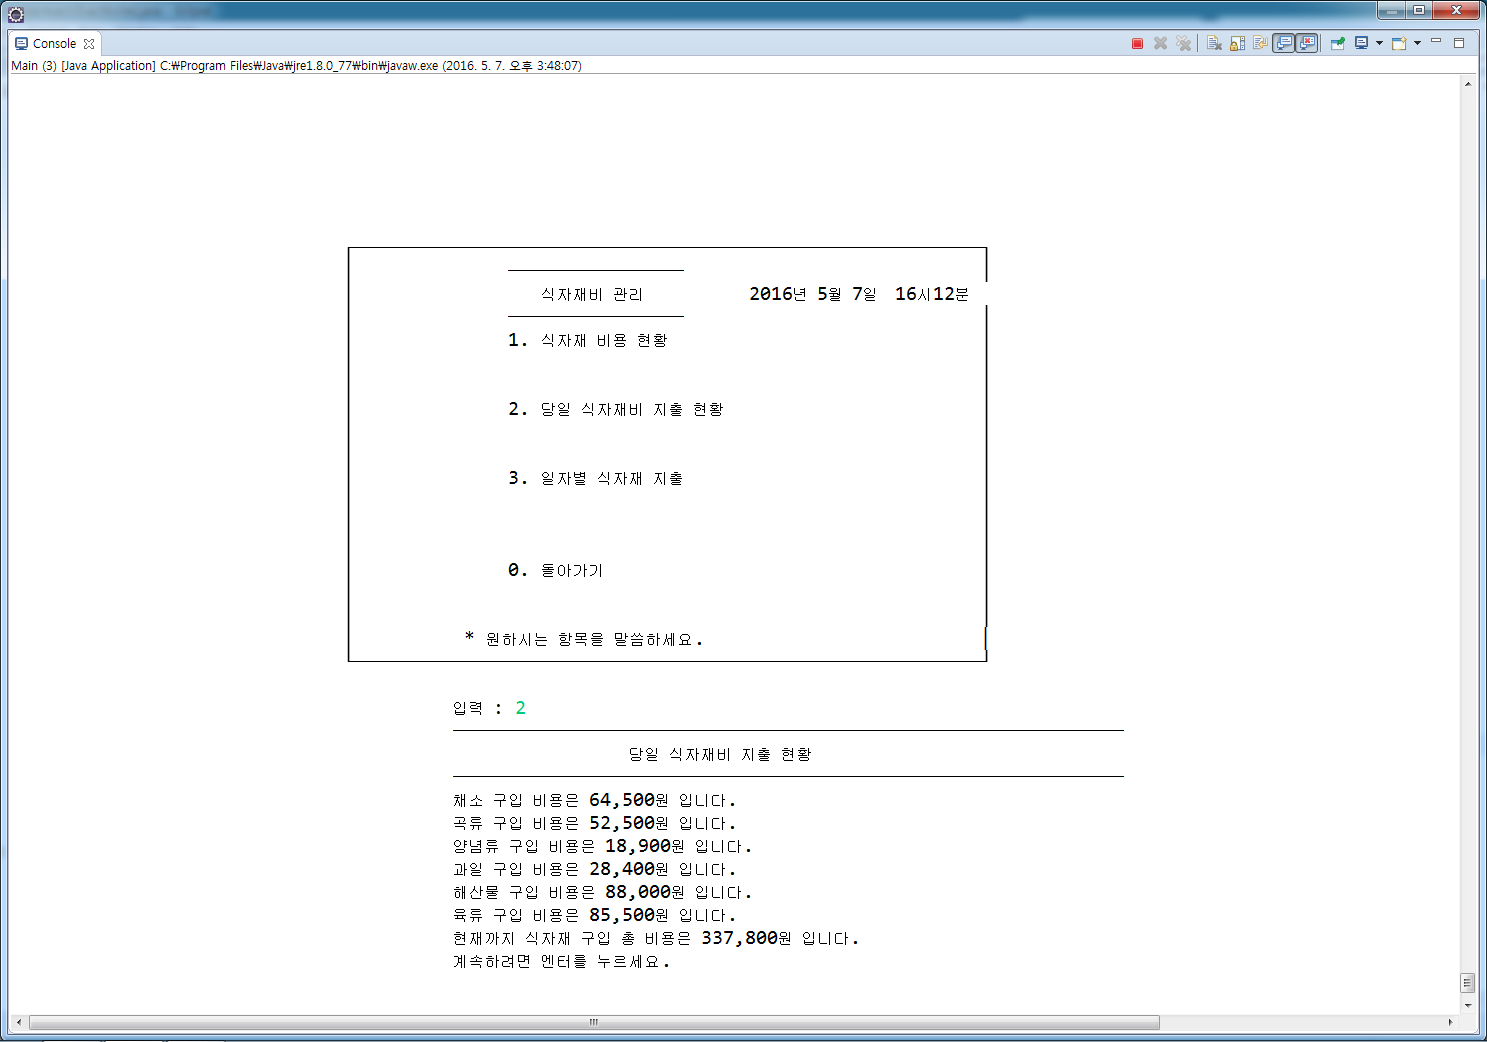 Console
Main (3) [Java Application] C:₩Program Files₩Java₩jre1.8.0_77₩bin₩javaw.exe (2016. 5. 7. 오후 3:48:07)
식자재비 관리 2016년 5월 7일 16시12분
1. 식자재 비용 현황
2. 당일 식자재비 지출 현황
3. 일자별 식자재 지출
0. 돌아가기
* 원하시는 항목을 말씀하세요.
입력 : 2
당일 식자재비 지출 현황
채소 구입 비용은 64,500원 입니다.
곡류 구입 비용은 52,500원 입니다.
양념류 구입 비용은 18,900원 입니다.
과일 구입 비용은 28,400원 입니다.
해산물 구입 비용은 88,000원 입니다.
육류 구입 비용은 85,500원 입니다.
현재까지 식자재 구입 총 비용은 337,800원 입니다.
계속하려면 엔터를 누르세요.